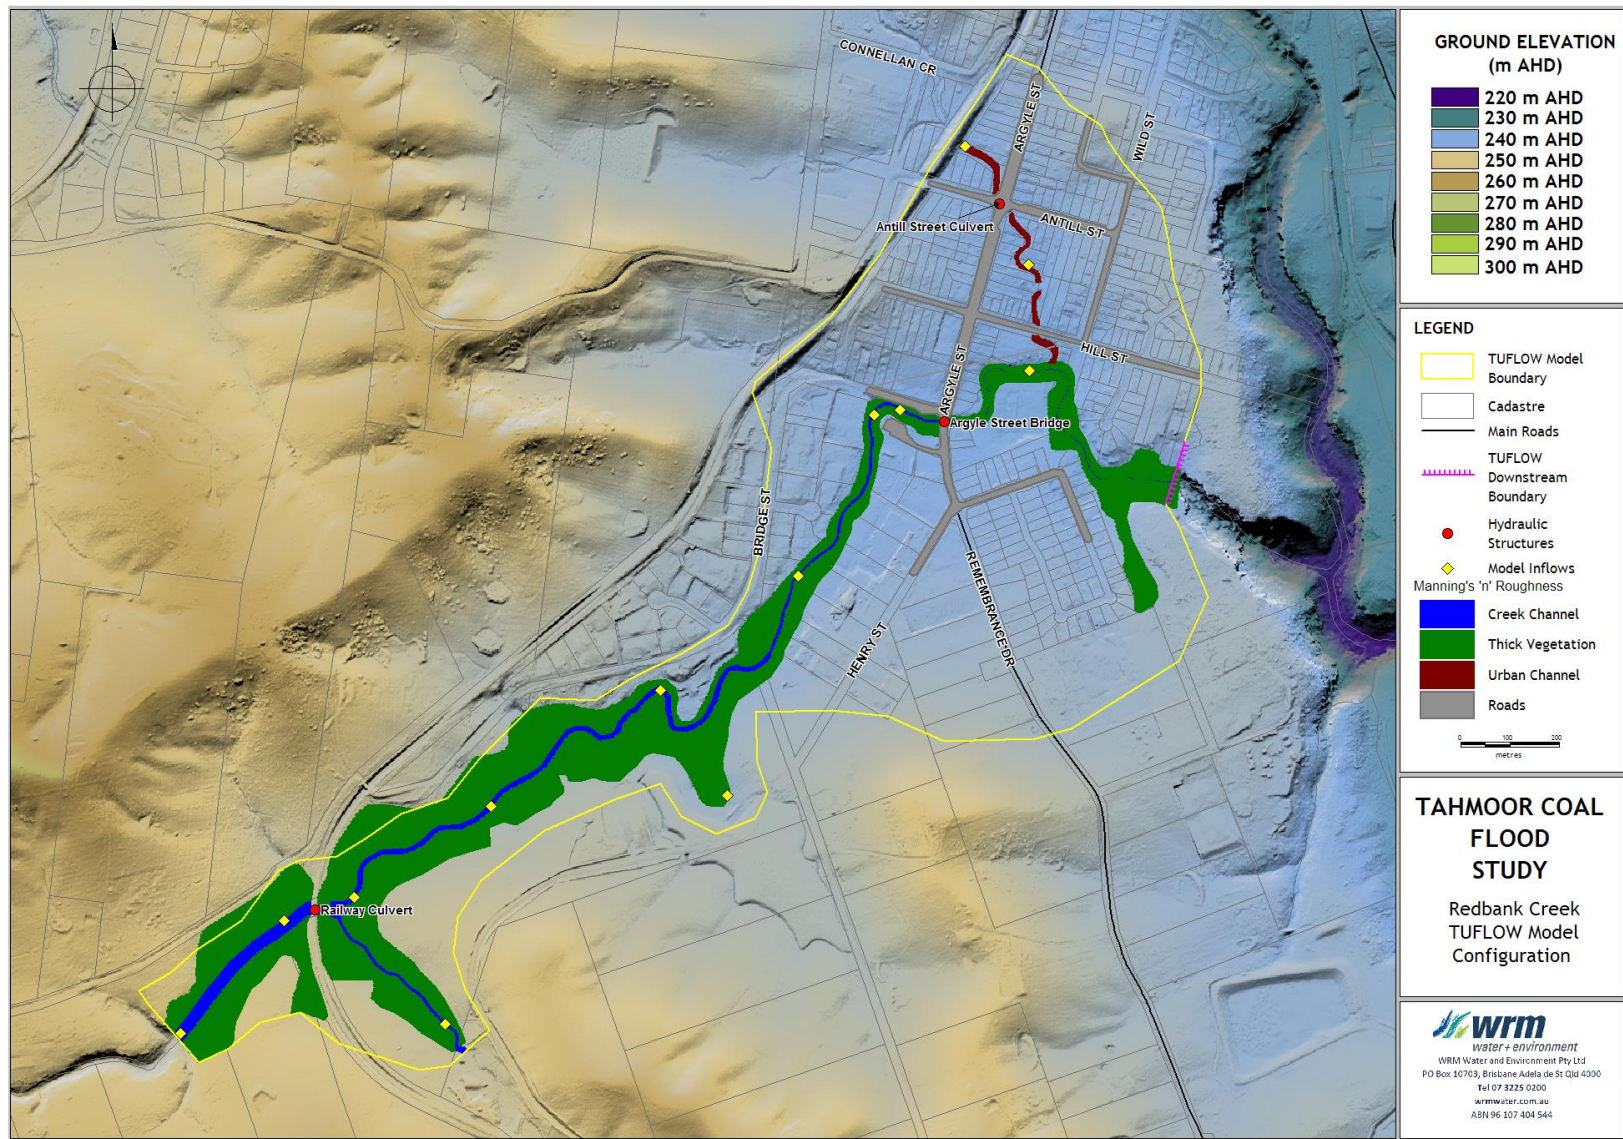 CONNELLAN CR
ARGYLE ST
WILD ST
ANTILL ST
Antill Street Culvert
HILL ST
ARGYLE ST
Argyle Street Bridge
BRIDGE ST
REMEMBRANCE DR
HENRY ST
Railway Culvert
GROUND ELEVATION
(m AHD)
220 m AHD
230 m AHD
240 m AHD
250 m AHD
260 m AHD
270 m AHD
280 m AHD
290 m AHD
300 m AHD
LEGEND
TUFLOW Model
Boundary
Cadastre
Main Roads
TUFLOW
Downstream
Boundary
Hydraulic
Structures
Model Inflows
Manning's 'n' Roughness
Creek Channel
Thick Vegetation
Urban Channel
Roads
0 100 200
metres
TAHMOOR COAL
FLOOD
STUDY
Redbank Creek
TUFLOW Model
Configuration
wrm
water + environment
WRM Water and Environment Pty Ltd
PO Box 10703, Brisbane Adelaide St Qld 4000
Tel 07 3225 0200
wrmwater.com.au
ABN 96 107 404 544